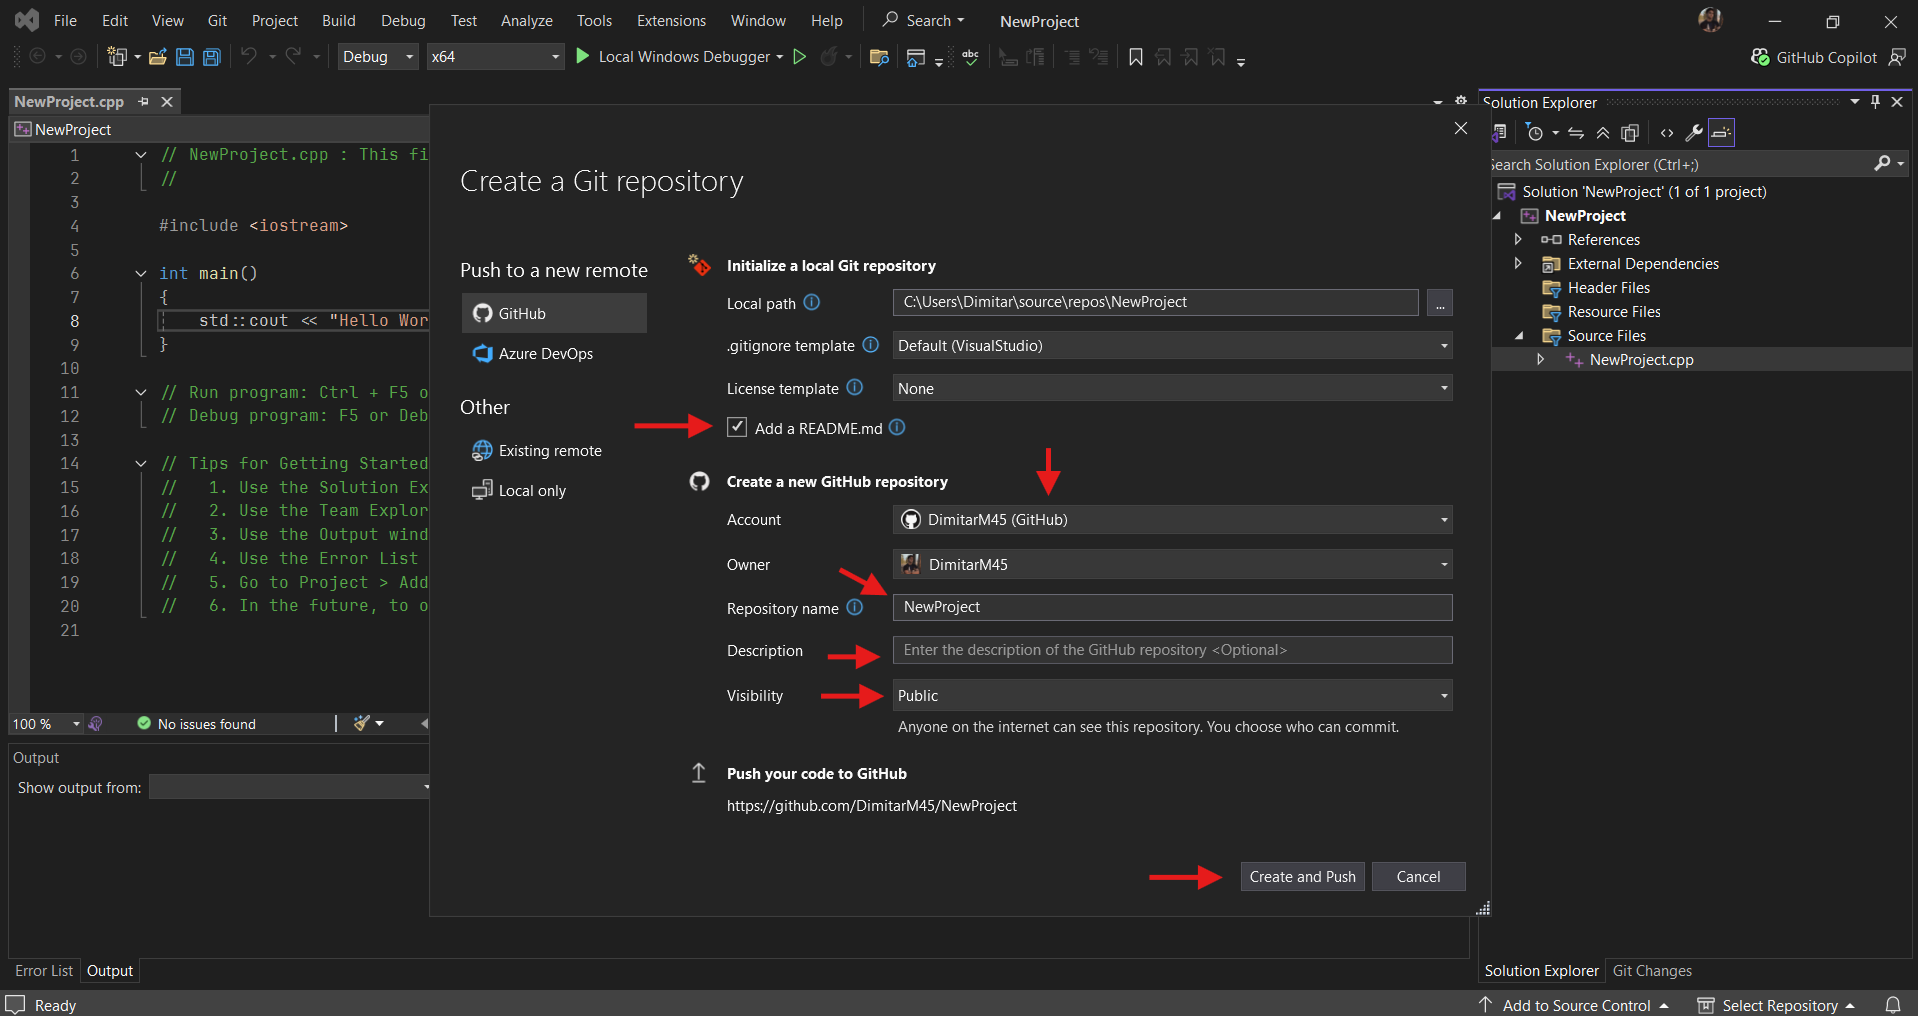 File Edit View Git Project Build Debug Test Analyze Tools Extensions Window Help Search NewProject
Debug x64 Local Windows Debugger abc GitHub Copilot
NewProject.cpp
NewProject
1 // NewProject.cpp : This fi
2 //
3
4 #include <iostream>
5
6 int main()
7 {
8 std::cout << "Hello Wor
9 }
10
11 // Run program: Ctrl + F5 o
12 // Debug program: F5 or Deb
13
14 // Tips for Getting Started
15 // 1. Use the Solution Ex
16 // 2. Use the Team Explor
17 // 3. Use the Output wind
18 // 4. Use the Error List
19 // 5. Go to Project > Add
20 // 6. In the future, to o
21
100 % No issues found
Output
Show output from:
Error List Output
Create a Git repository
Push to a new remote
GitHub
Azure DevOps
Other
Existing remote
Local only
Initialize a local Git repository
Local path C:\Users\Dimitar\source\repos\NewProject ...
.gitignore template Default (VisualStudio)
License template None
Add a README.md
Create a new GitHub repository
Account DimitarM45 (GitHub)
Owner DimitarM45
Repository name NewProject
Description Enter the description of the GitHub repository <Optional>
Visibility Public
Anyone on the internet can see this repository. You choose who can commit.
Push your code to GitHub
https://github.com/DimitarM45/NewProject
Create and Push Cancel
Solution Explorer
Search Solution Explorer (Ctrl+;)
Solution 'NewProject' (1 of 1 project)
NewProject
References
External Dependencies
Header Files
Resource Files
Source Files
NewProject.cpp
Solution Explorer Git Changes
Ready Add to Source Control Select Repository